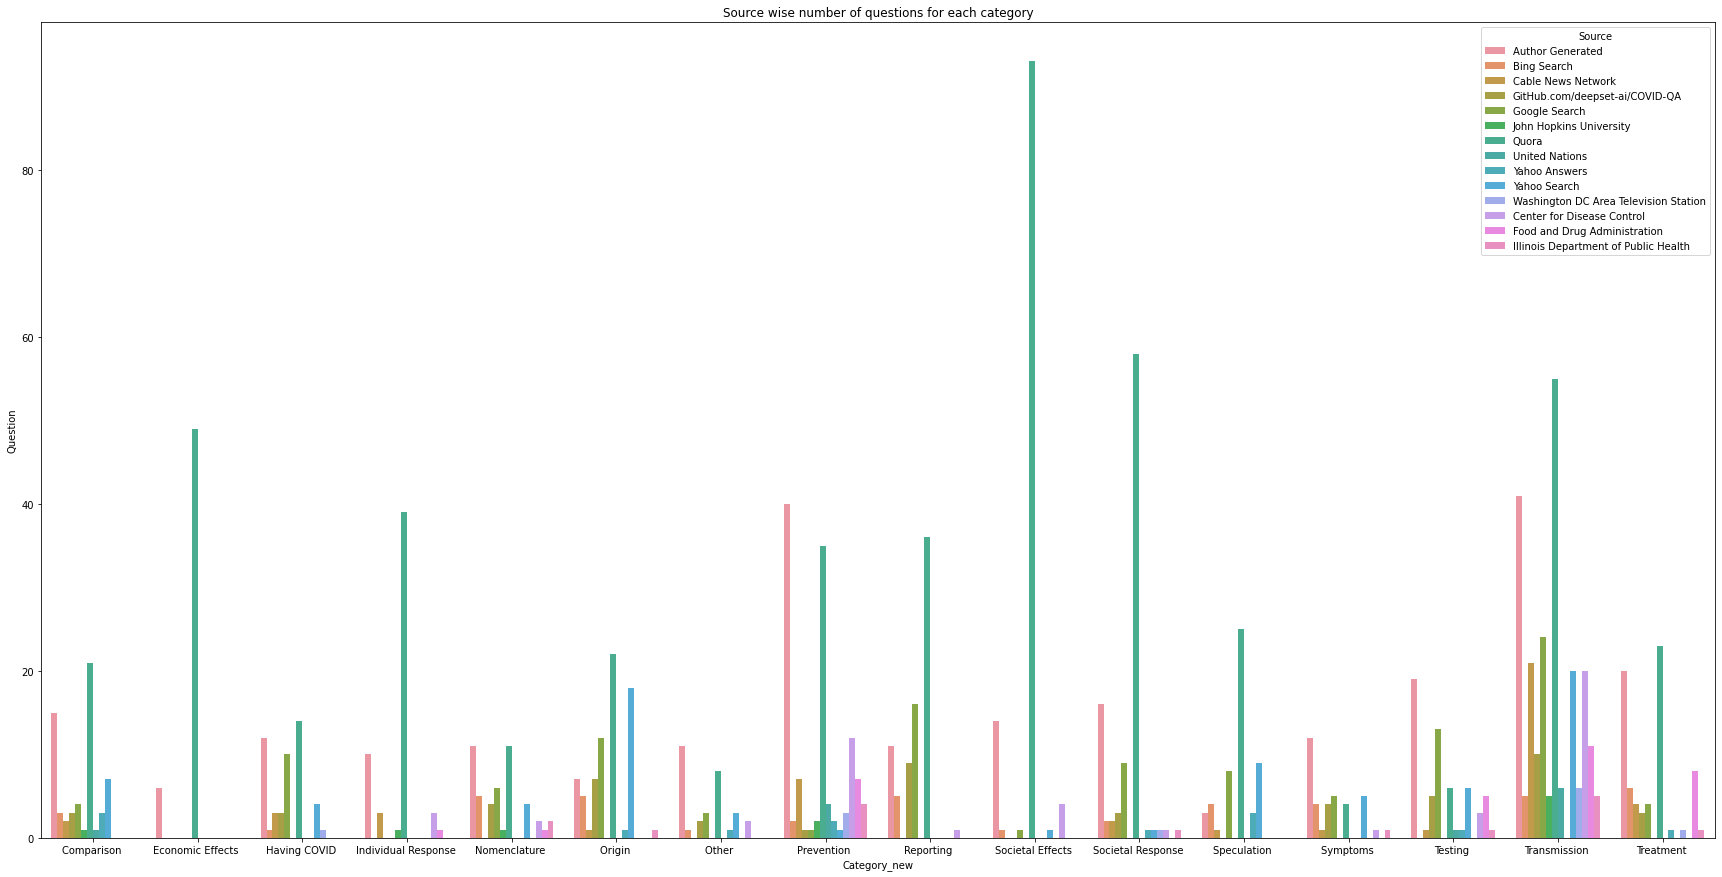 Source wise number of questions for each category
Source
Author Generated
Bing Search
Cable News Network
GitHub.com/deepset-ai/COVID-QA
Google Search
John Hopkins University
Quora
United Nations
Yahoo Answers
Yahoo Search
Washington DC Area Television Station
Center for Disease Control
Food and Drug Administration
Illinois Department of Public Health
80
60
40
20
0
Question
Comparison Economic Effects Having COVID Individual Response Nomenclature Origin Other Prevention Reporting Societal Effects Societal Response Speculation Symptoms Testing Transmission Treatment
Category_new